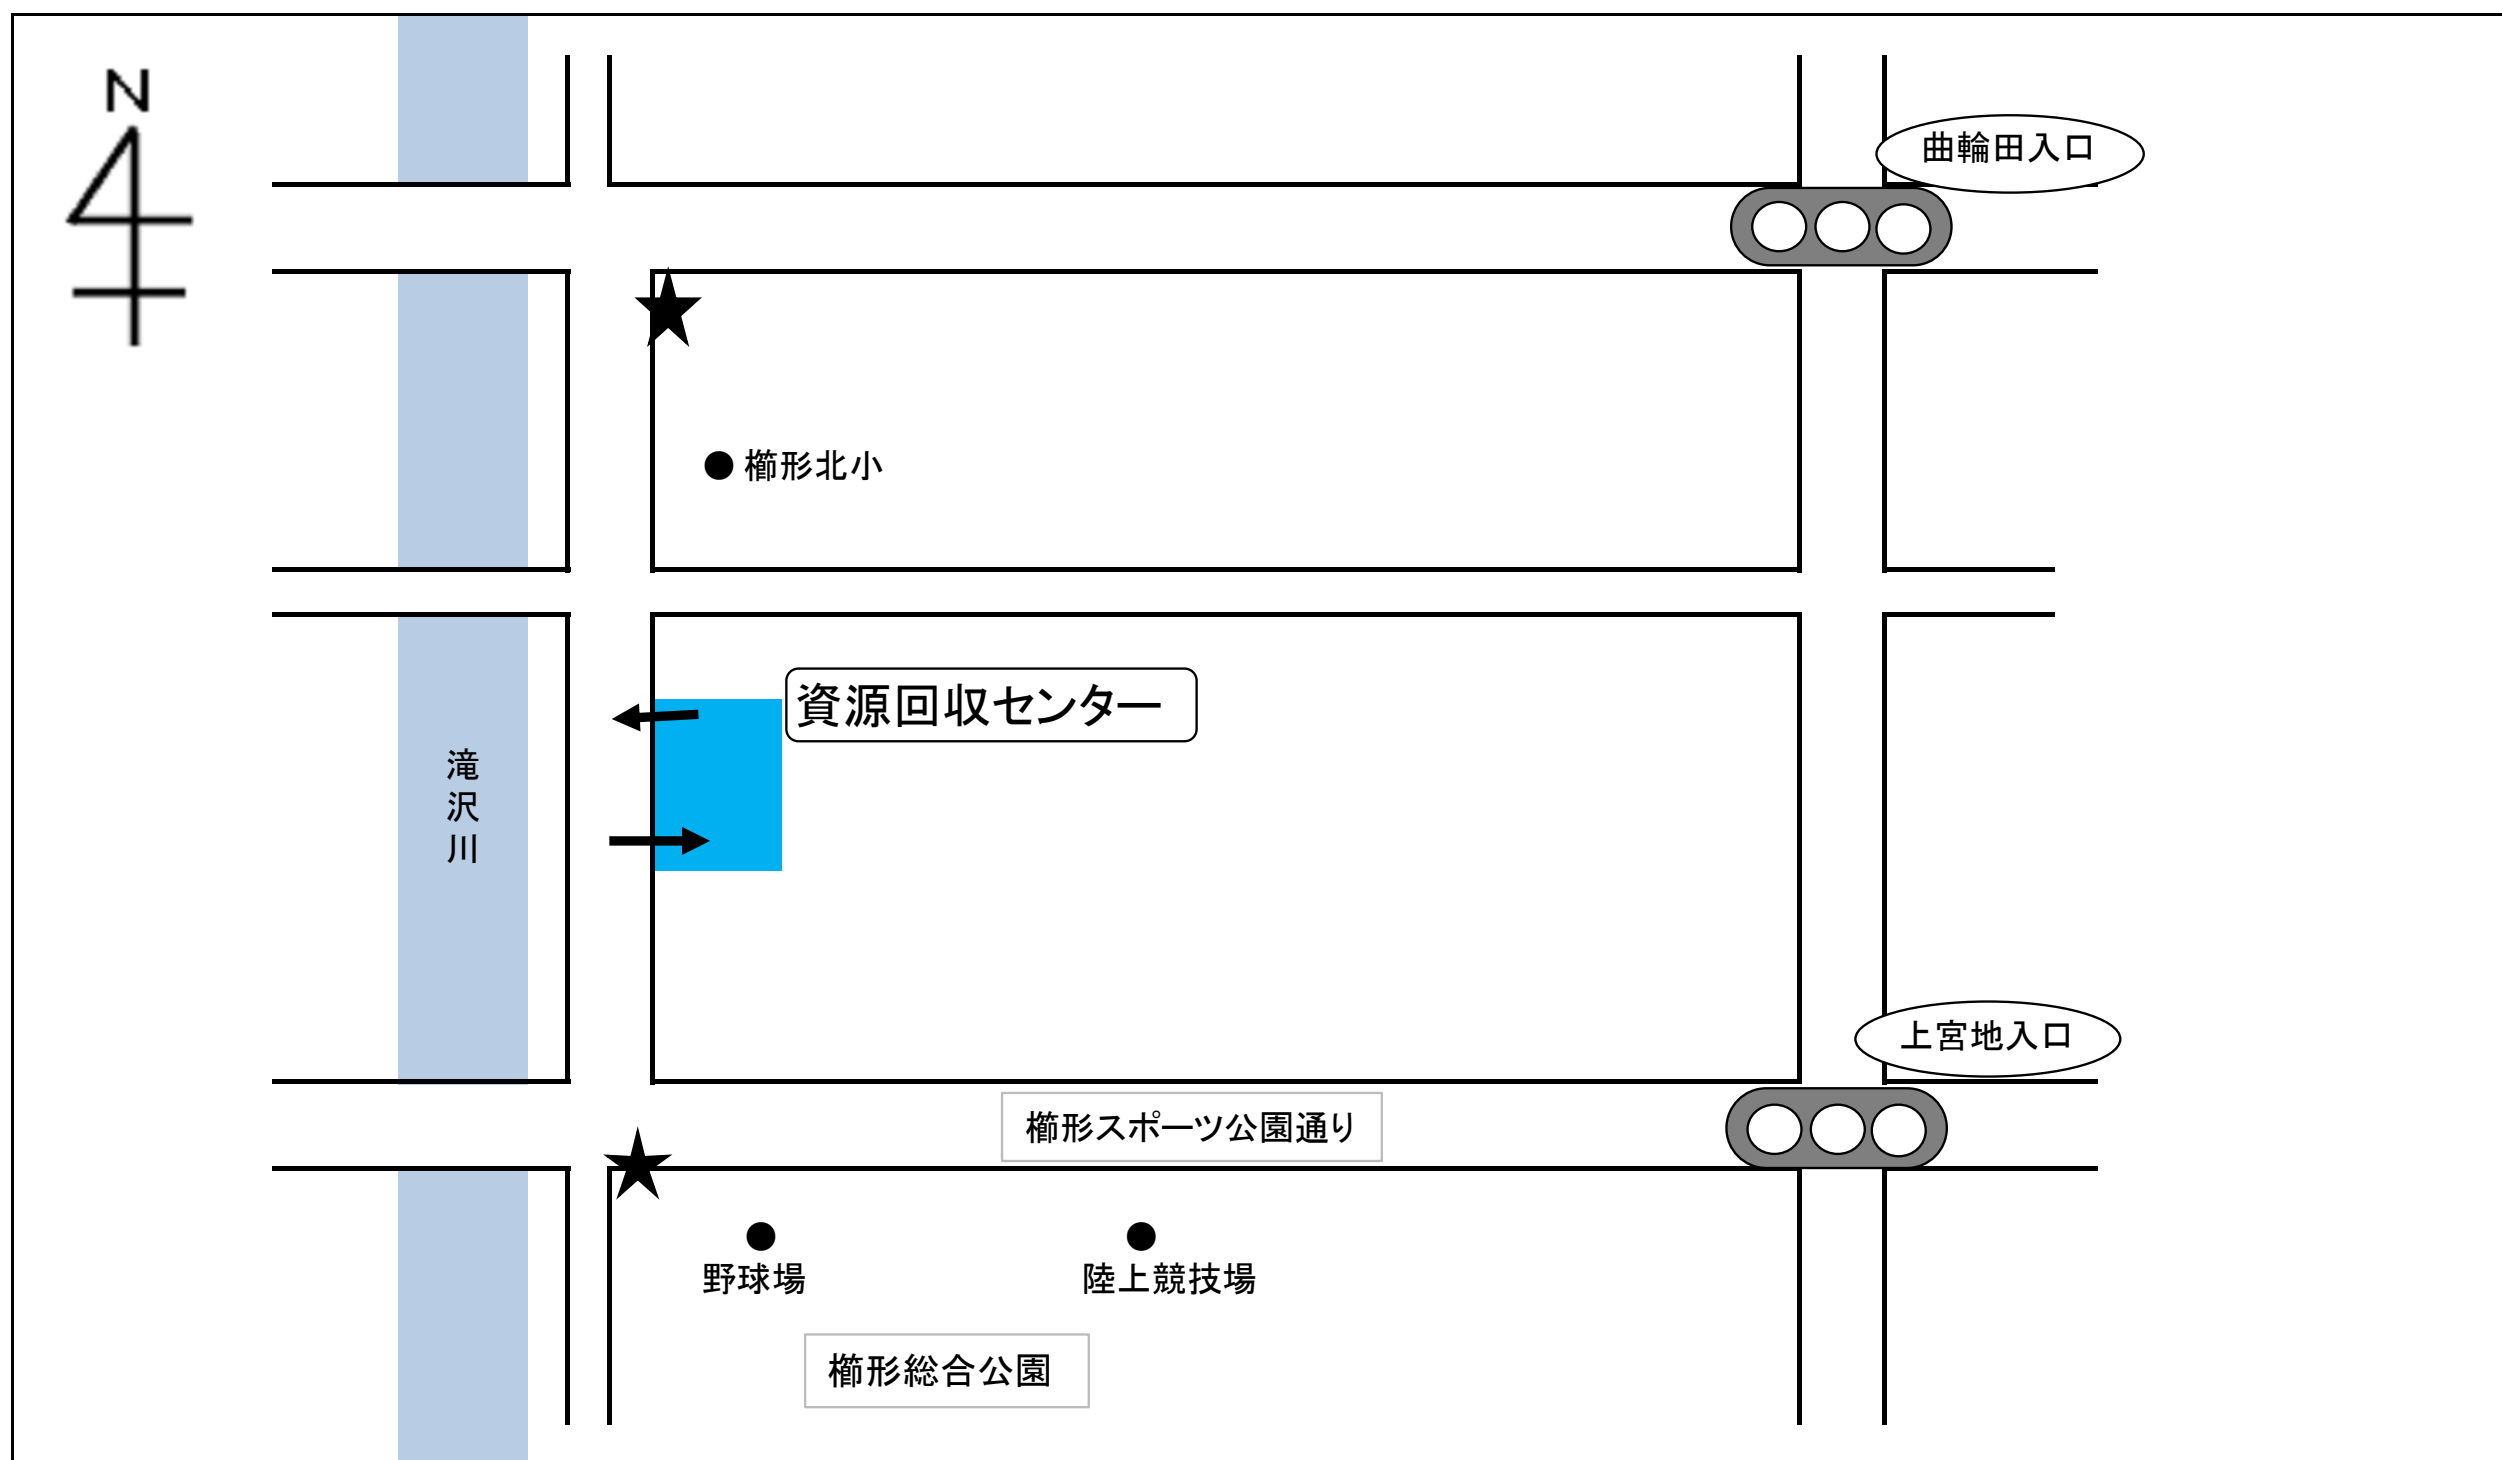 N
曲輪田入口
櫛形北小
資源回収センター
滝沢川
上宮地入口
櫛形スポーツ公園通り
野球場
陸上競技場
櫛形総合公園